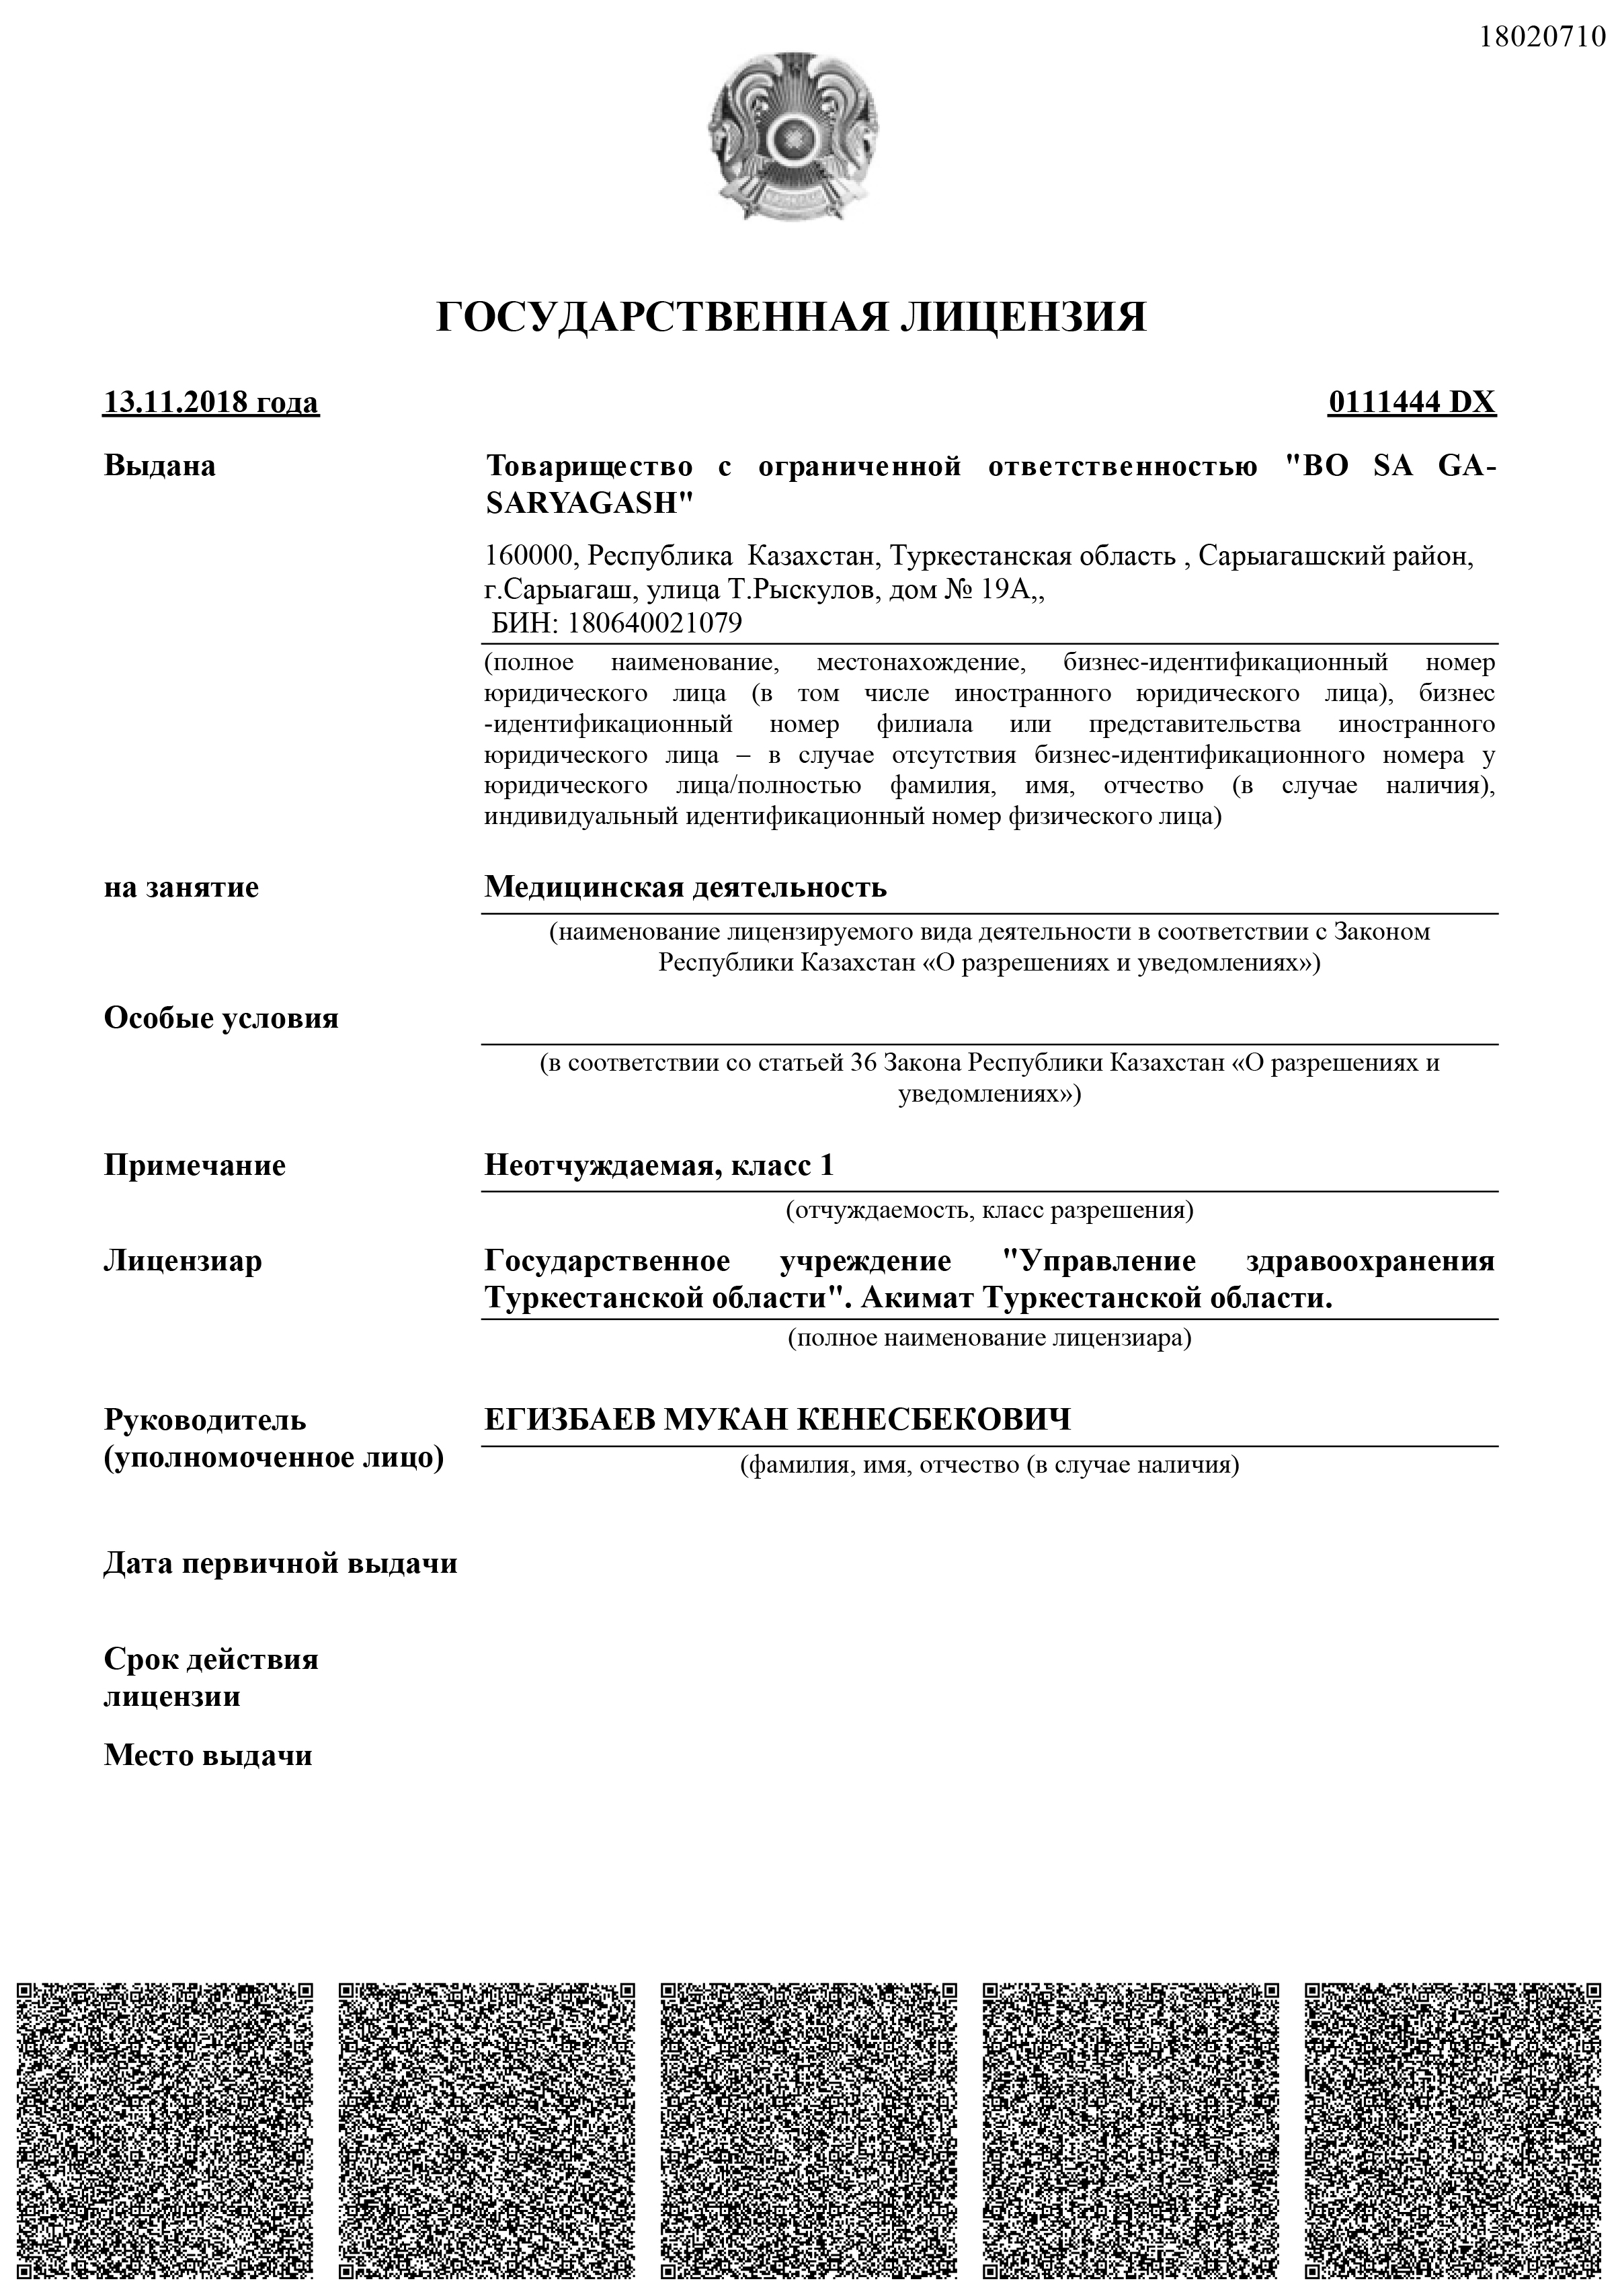 18020710
ГОСУДАРСТВЕННАЯ ЛИЦЕНЗИЯ
13.11.2018 года
0111444 DX
Выдана
Товарищество с ограниченной ответственностью "BO SA GA-
SARYAGASH"
160000, Республика Казахстан, Туркестанская область , Сарыагашский район,
г.Сарыагаш, улица Т.Рыскулов, дом № 19А,,
БИН: 180640021079
(полное наименование, местонахождение, бизнес-идентификационный номер
юридического лица (в том числе иностранного юридического лица), бизнес
-идентификационный номер филиала или представительства иностранного
юридического лица – в случае отсутствия бизнес-идентификационного номера у
юридического лица/полностью фамилия, имя, отчество (в случае наличия),
индивидуальный идентификационный номер физического лица)
на занятие
Медицинская деятельность
(наименование лицензируемого вида деятельности в соответствии с Законом
Республики Казахстан «О разрешениях и уведомлениях»)
Особые условия
(в соответствии со статьей 36 Закона Республики Казахстан «О разрешениях и
уведомлениях»)
Примечание
Неотчуждаемая, класс 1
(отчуждаемость, класс разрешения)
Лицензиар
Государственное учреждение "Управление здравоохранения
Туркестанской области". Акимат Туркестанской области.
(полное наименование лицензиара)
Руководитель
(уполномоченное лицо)
ЕГИЗБАЕВ МУКАН КЕНЕСБЕКОВИЧ
(фамилия, имя, отчество (в случае наличия)
Дата первичной выдачи
Срок действия
лицензии
Место выдачи